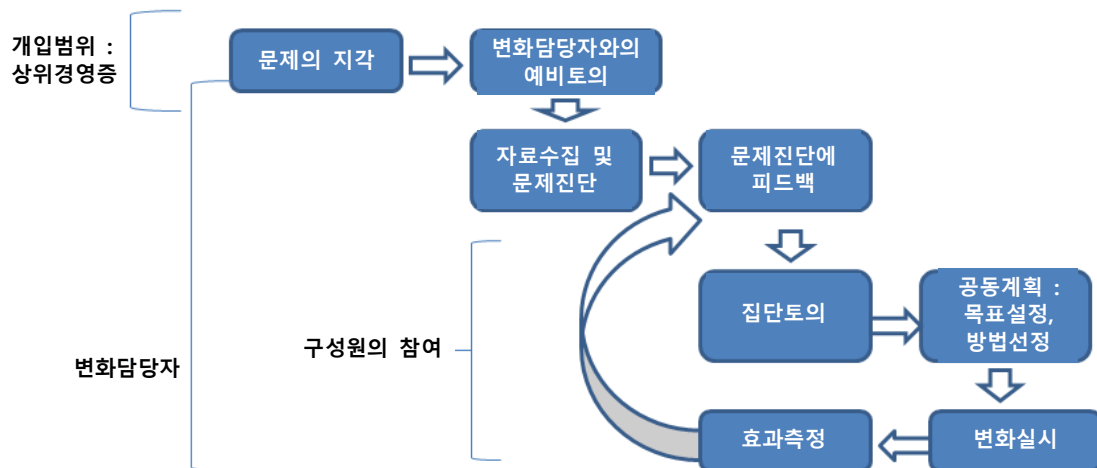 개입범위 :
상위경영증
문제의 지각
변화담당자와의
예비토의
자료수집 및
문제진단
문제진단에
피드백
집단토의
공동계획 :
목표설정,
방법선정
구성원의 참여
변화담당자
효과측정
변화실시